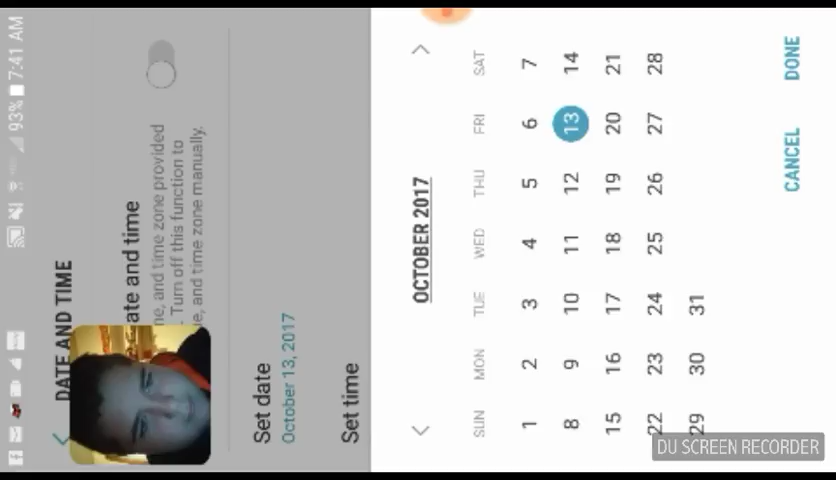 93% 7:41 AM
DATE AND TIME
ate and time
ne, and time zone provided
. Turn off this function to
e, and time zone manually.
Set date
October 13, 2017
Set time
OCTOBER 2017
SUN MON TUE WED THU FRI SAT
1 2 3 4 5 6 7
8 9 10 11 12 13 14
15 16 17 18 19 20 21
22 23 24 25 26 27 28
29 30 31
CANCEL DONE
DU SCREEN RECORDER